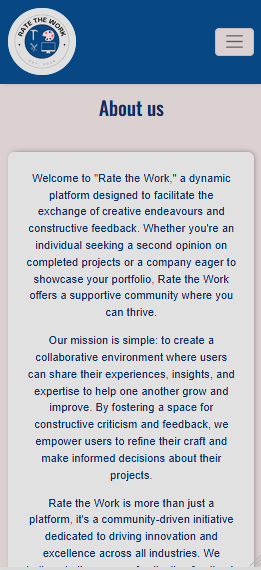 RATE THE WORK
About us
Welcome to "Rate the Work," a dynamic
platform designed to facilitate the
exchange of creative endeavours and
constructive feedback. Whether you're an
individual seeking a second opinion on
completed projects or a company eager to
showcase your portfolio, Rate the Work
offers a supportive community where you
can thrive.
Our mission is simple: to create a
collaborative environment where users
can share their experiences, insights, and
expertise to help one another grow and
improve. By fostering a space for
constructive criticism and feedback, we
empower users to refine their craft and
make informed decisions about their
projects.
Rate the Work is more than just a
platform, it's a community-driven initiative
dedicated to driving innovation and
excellence across all industries. We